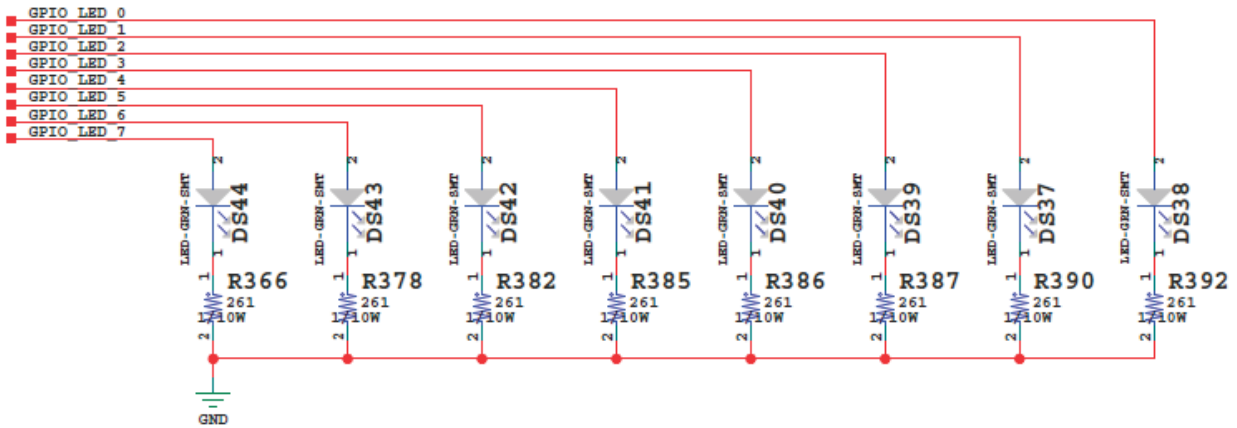 GPIO_LED_0
GPIO_LED_1
GPIO_LED_2
GPIO_LED_3
GPIO_LED_4
GPIO_LED_5
GPIO_LED_6
GPIO_LED_7
2 2 2 2 2 2 2 2
LED-GRN-SMT DS44 LED-GRN-SMT DS43 LED-GRN-SMT DS42 LED-GRN-SMT DS41 LED-GRN-SMT DS40 LED-GRN-SMT DS39 LED-GRN-SMT DS37 LED-GRN-SMT DS38
1 1 1 1 1 1 1 1
1 R366 1 R378 1 R382 1 R385 1 R386 1 R387 1 R390 1 R392
261 261 261 261 261 261 261 261
1/10W 1/10W 1/10W 1/10W 1/10W 1/10W 1/10W 1/10W
2 2 2 2 2 2 2 2
GND